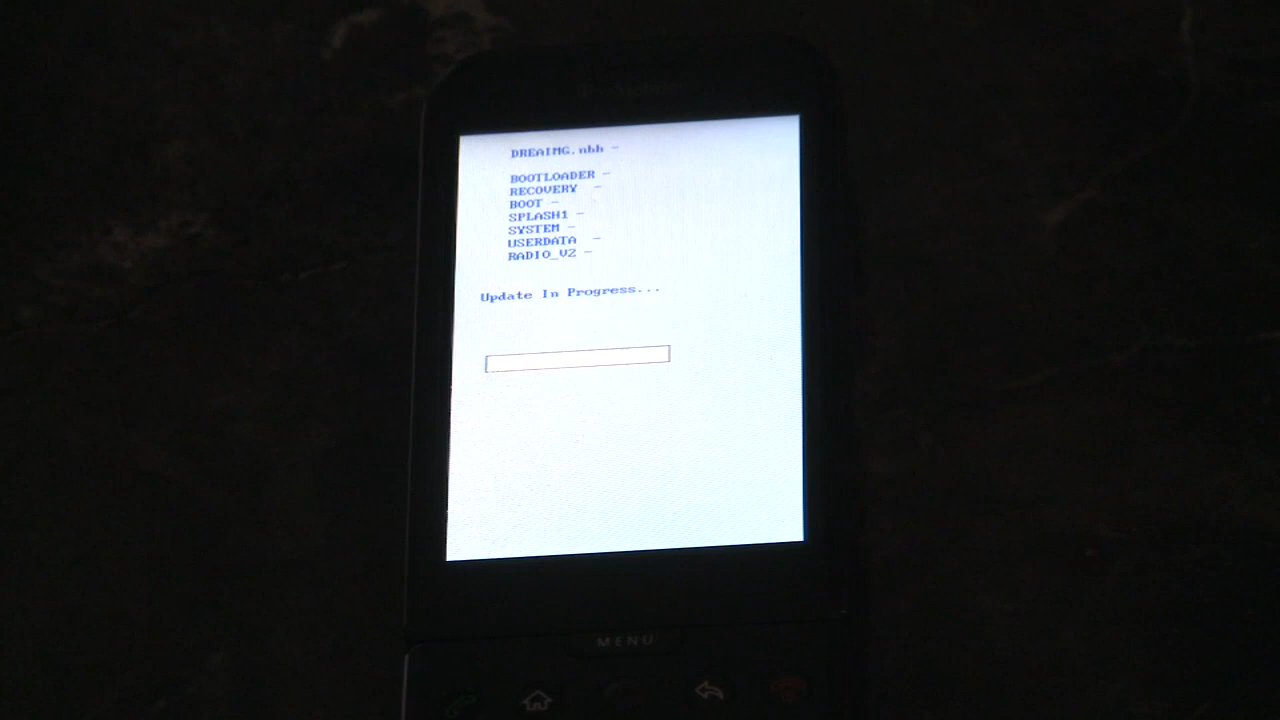 DREAIMG.nbh -
BOOTLOADER -
RECOVERY -
BOOT -
SPLASH1 -
SYSTEM -
USERDATA -
RADIO_V2 -
Update In Progress...
MENU